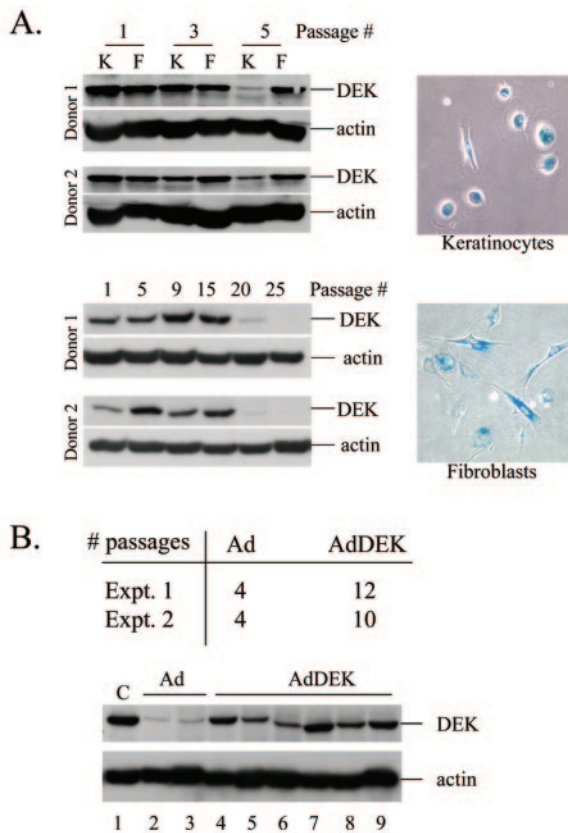 A.
1 3 5 Passage #
K F K F K F
Donor 1
DEK
actin
Donor 2
DEK
actin
Keratinocytes
1 5 9 15 20 25 Passage #
Donor 1
DEK
actin
Donor 2
DEK
actin
Fibroblasts
B.
# passages Ad AdDEK
Expt. 1 4 12
Expt. 2 4 10
C Ad AdDEK
DEK
actin
1 2 3 4 5 6 7 8 9